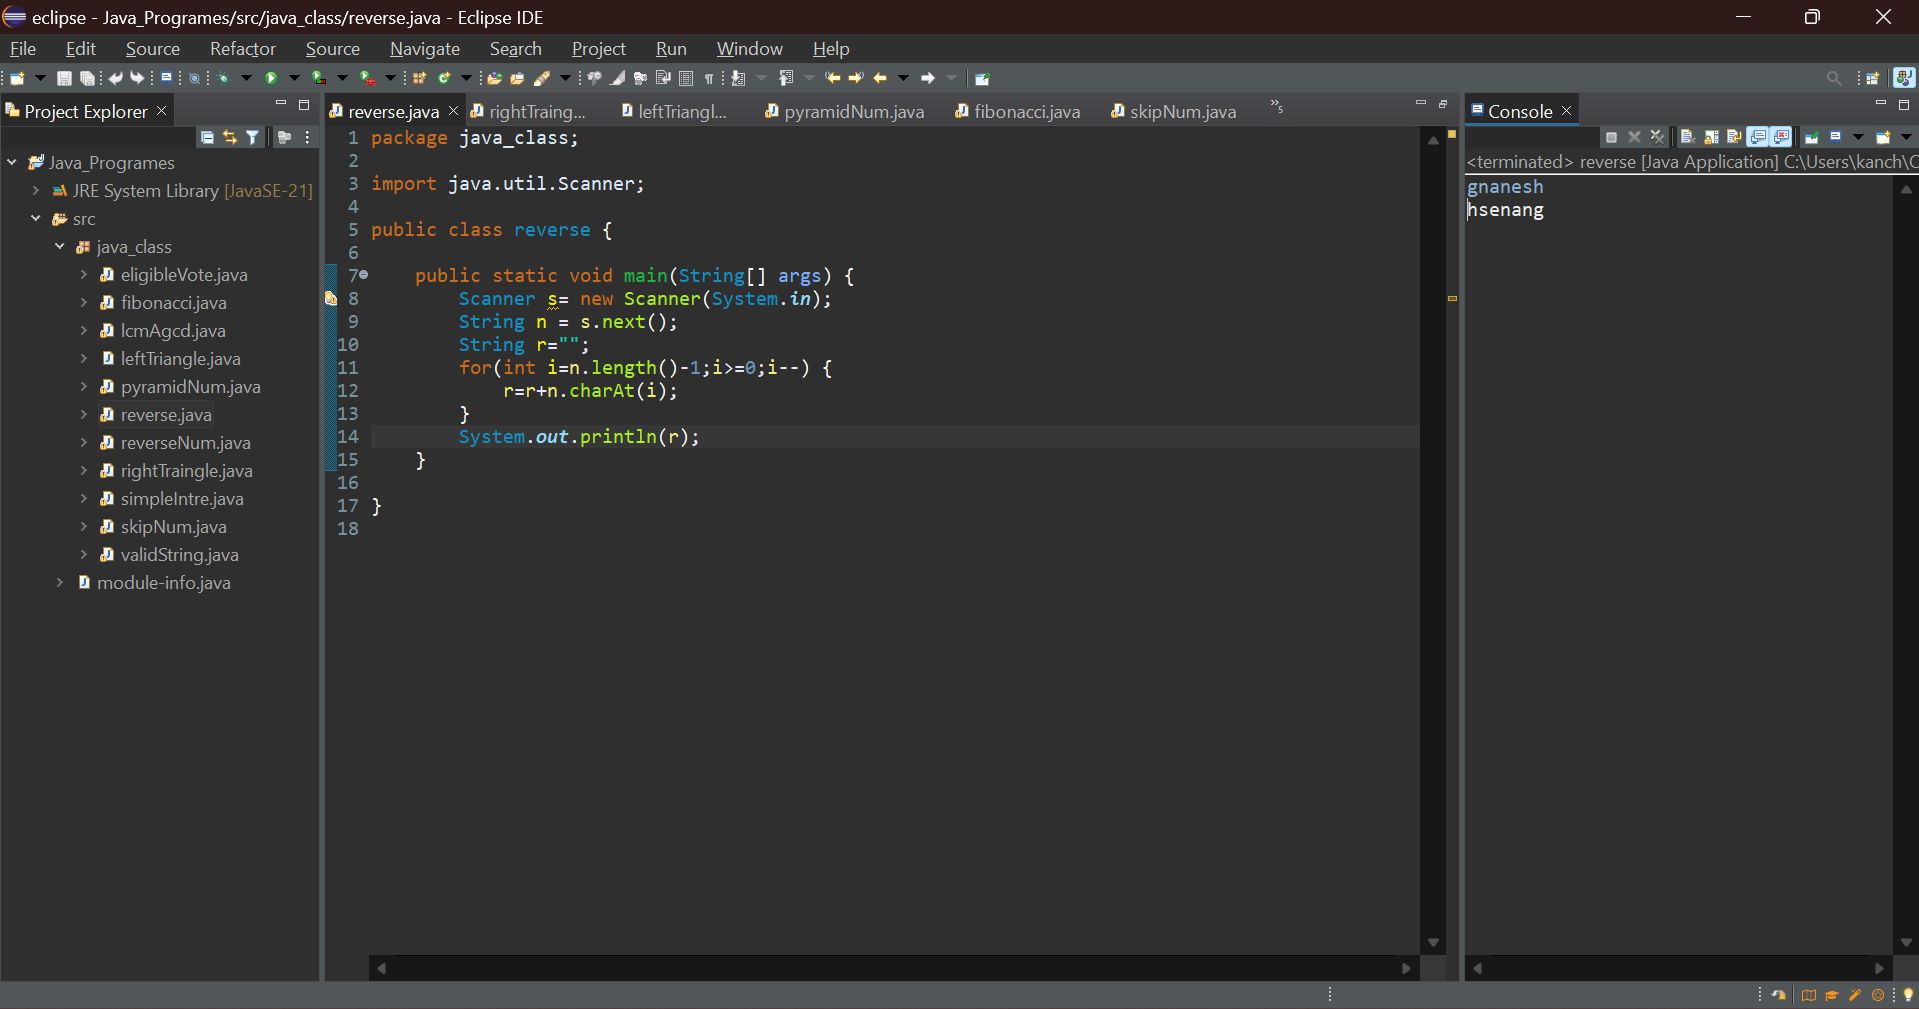 eclipse - Java_Programes/src/java_class/reverse.java - Eclipse IDE
File Edit Source Refactor Source Navigate Search Project Run Window Help
Project Explorer
Java_Programes
JRE System Library [JavaSE-21]
src
java_class
eligibleVote.java
fibonacci.java
lcmAgcd.java
leftTriangle.java
pyramidNum.java
reverse.java
reverseNum.java
rightTraingle.java
simpleIntre.java
skipNum.java
validString.java
module-info.java
reverse.java rightTraing... leftTriangl... pyramidNum.java fibonacci.java skipNum.java »5
1 package java_class;
2
3 import java.util.Scanner;
4
5 public class reverse {
6
7 public static void main(String[] args) {
8 Scanner s= new Scanner(System.in);
9 String n = s.next();
10 String r="";
11 for(int i=n.length()-1;i>=0;i--) {
12 r=r+n.charAt(i);
13 }
14 System.out.println(r);
15 }
16
17 }
18
Console
<terminated> reverse [Java Application] C:\Users\kanch\C
gnanesh
hsenang